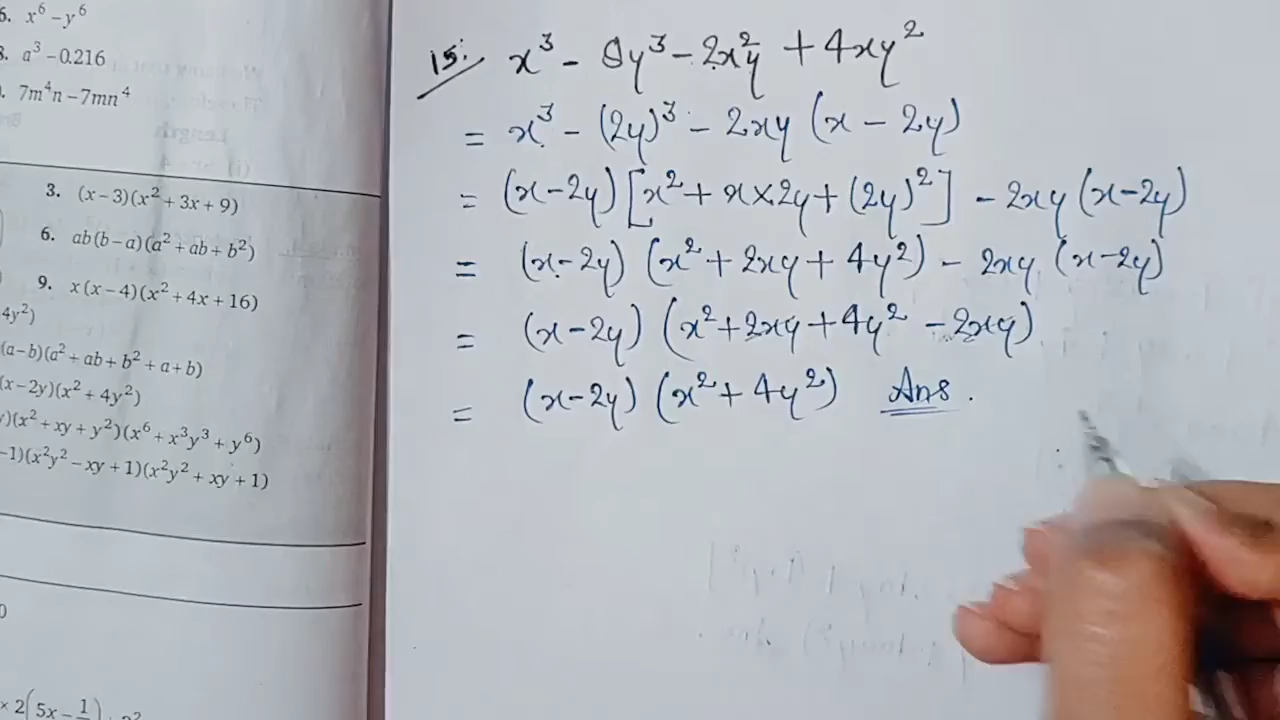 6. x⁶ – y⁶
8. a³ – 0.216
). 7m⁴n – 7mn⁴
3. (x – 3)(x² + 3x + 9)
6. ab(b – a)(a² + ab + b²)
9. x(x – 4)(x² + 4x + 16)
4y²)
(a – b)(a² + ab + b² + a + b)
(x – 2y)(x² + 4y²)
)(x² + xy + y²)(x⁶ + x³y³ + y⁶)
–1)(x²y² – xy + 1)(x²y² + xy + 1)
0
× 2(5x – 1
15. x³ – 8y³ – 2x²y + 4xy²
= x³ – (2y)³ – 2xy (x – 2y)
= (x – 2y) [x² + x × 2y + (2y)²] – 2xy (x – 2y)
= (x – 2y) (x² + 2xy + 4y²) – 2xy (x – 2y)
= (x – 2y) (x² + 2xy + 4y² – 2xy)
= (x – 2y) (x² + 4y²) Ans.